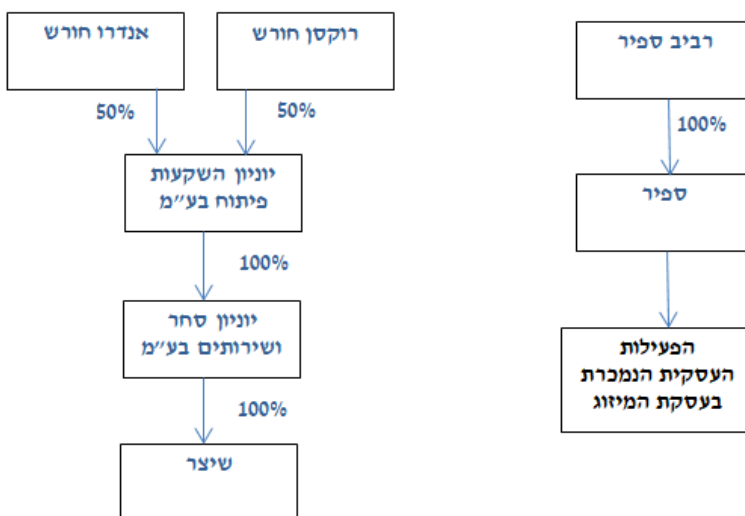 אנדרו חורש
רוקסן חורש
50%
50%
יוניון השקעות
פיתוח בע״מ
100%
יוניון סחר
ושירותים בע״מ
100%
שיצר
רביב ספיר
100%
ספיר
הפעילות
העסקית הנמכרת
בעסקת המיזוג